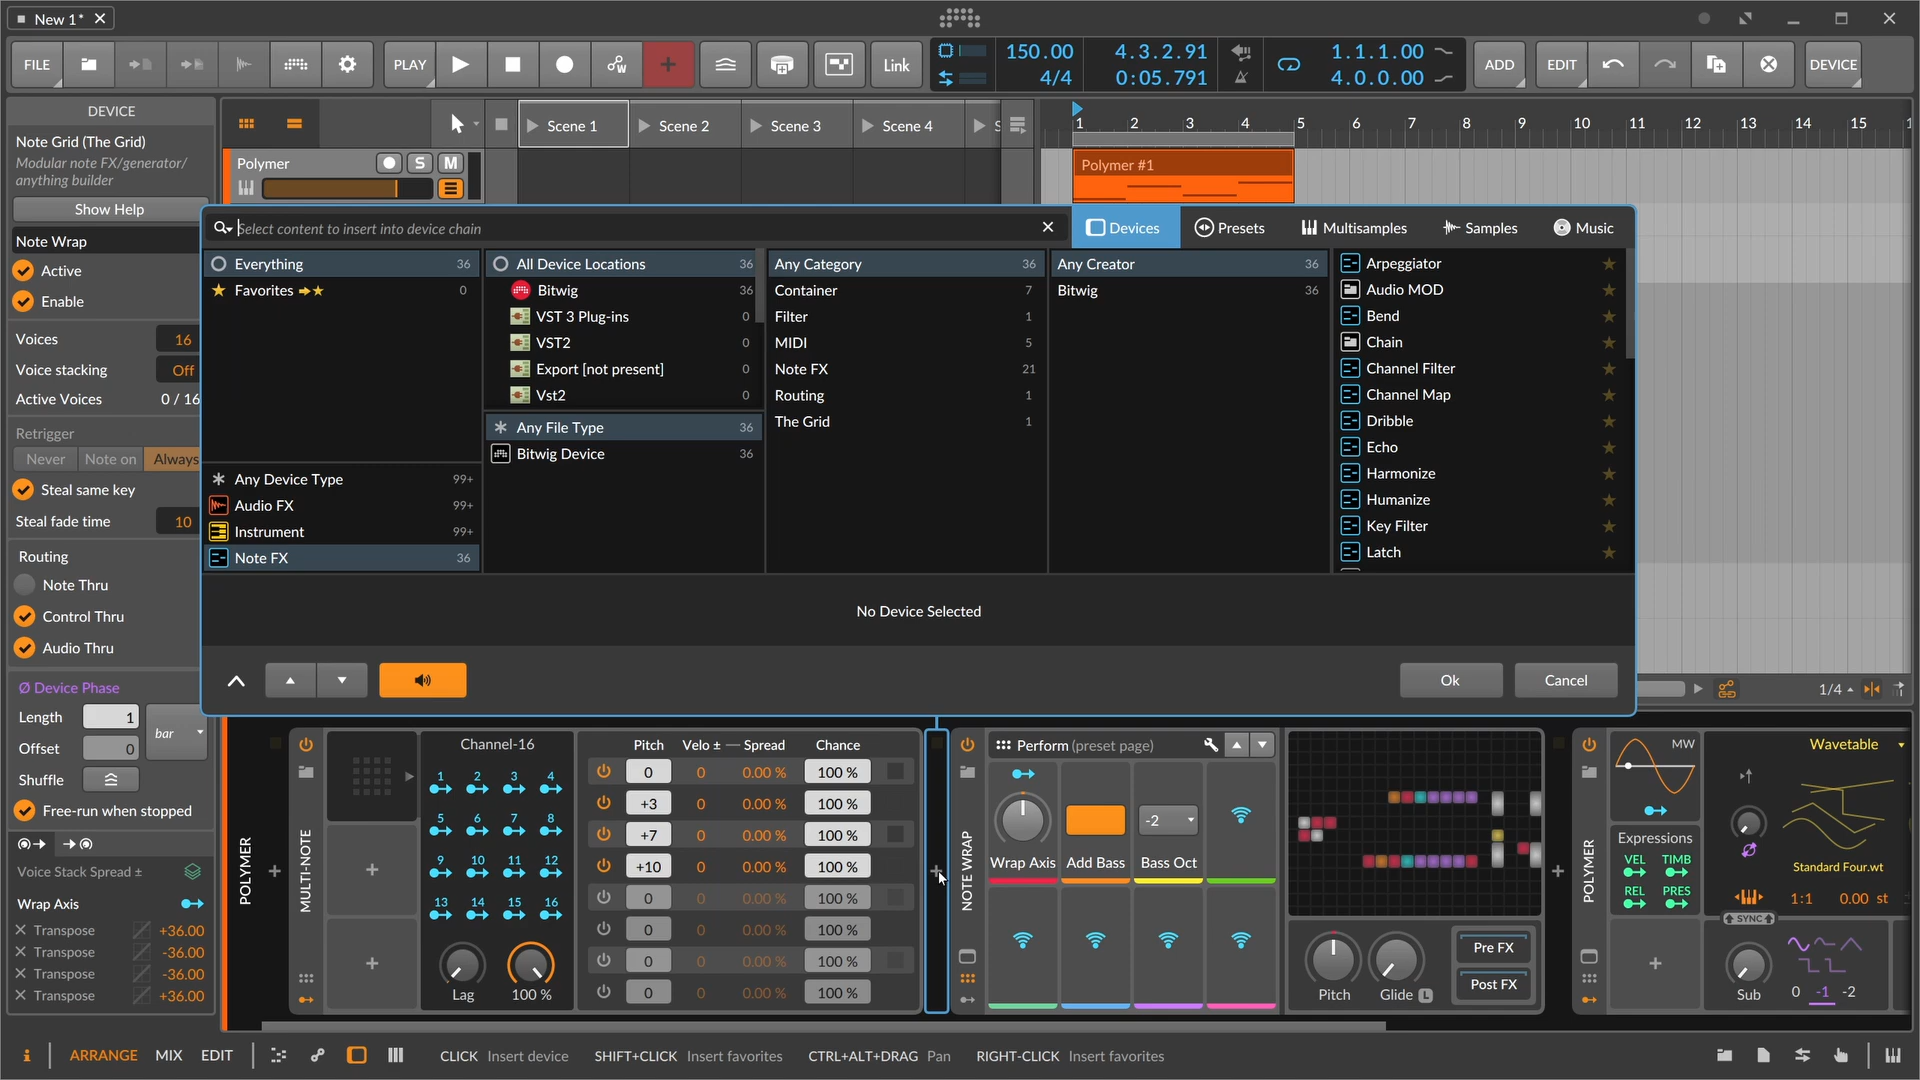 New 1*
FILE
PLAY
Link
150.00
4/4
4.3.2.91
0:05.791
1.1.1.00
4.0.0.00
ADD
EDIT
DEVICE
DEVICE
Note Grid (The Grid)
Modular note FX/generator/
anything builder
Show Help
Note Wrap
Active
Enable
Voices 16
Voice stacking Off
Active Voices 0 / 16
Retrigger
Never Note on Always
Steal same key
Steal fade time 10
Routing
Note Thru
Control Thru
Audio Thru
Ø Device Phase
Length 1
bar
Offset 0
Shuffle
Free-run when stopped
Voice Stack Spread ±
Wrap Axis
Transpose +36.00
Transpose -36.00
Transpose -36.00
Transpose +36.00
Scene 1
Scene 2
Scene 3
Scene 4
S
1 2 3 4 5 6 7 8 9 10 11 12 13 14 15
Polymer
S M
Polymer #1
Select content to insert into device chain
Devices
Presets
Multisamples
Samples
Music
Everything 36
Favorites 0
Any Device Type 99+
Audio FX 99+
Instrument 99+
Note FX 36
All Device Locations 36
Bitwig 36
VST 3 Plug-ins 0
VST2 0
Export [not present] 0
Vst2 0
Any File Type 36
Bitwig Device 36
Any Category 36
Container 7
Filter 1
MIDI 5
Note FX 21
Routing 1
The Grid 1
Any Creator 36
Bitwig 36
Arpeggiator
Audio MOD
Bend
Chain
Channel Filter
Channel Map
Dribble
Echo
Harmonize
Humanize
Key Filter
Latch
No Device Selected
Ok
Cancel
1/4
POLYMER
MULTI-NOTE
Channel-16
1 2 3 4
5 6 7 8
9 10 11 12
13 14 15 16
Lag
100 %
Pitch Velo ± Spread Chance
0 0 0.00 % 100 %
+3 0 0.00 % 100 %
+7 0 0.00 % 100 %
+10 0 0.00 % 100 %
0 0 0.00 % 100 %
0 0 0.00 % 100 %
0 0 0.00 % 100 %
0 0 0.00 % 100 %
NOTE WRAP
Perform (preset page)
-2
Wrap Axis
Add Bass
Bass Oct
Pitch
Glide L
Pre FX
Post FX
POLYMER
MW
Expressions
VEL TIMB
REL PRES
Wavetable
Standard Four.wt
1:1 0.00 st
SYNC
Sub
0 -1 -2
i
ARRANGE MIX EDIT
CLICK Insert device
SHIFT+CLICK Insert favorites
CTRL+ALT+DRAG Pan
RIGHT-CLICK Insert favorites